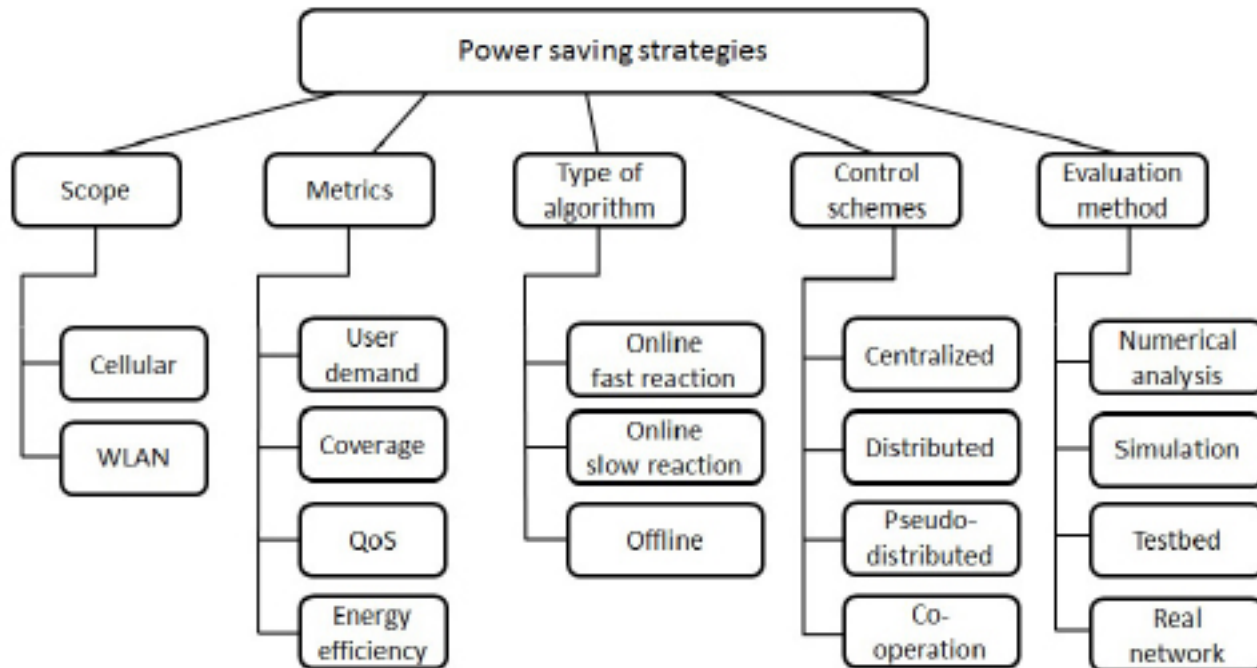 Power saving strategies
Scope
Metrics
Type of
algorithm
Control
schemes
Evaluation
method
Cellular
WLAN
User
demand
Coverage
QoS
Energy
efficiency
Online
fast reaction
Online
slow reaction
Offline
Centralized
Distributed
Pseudo-
distributed
Co-
operation
Numerical
analysis
Simulation
Testbed
Real
network